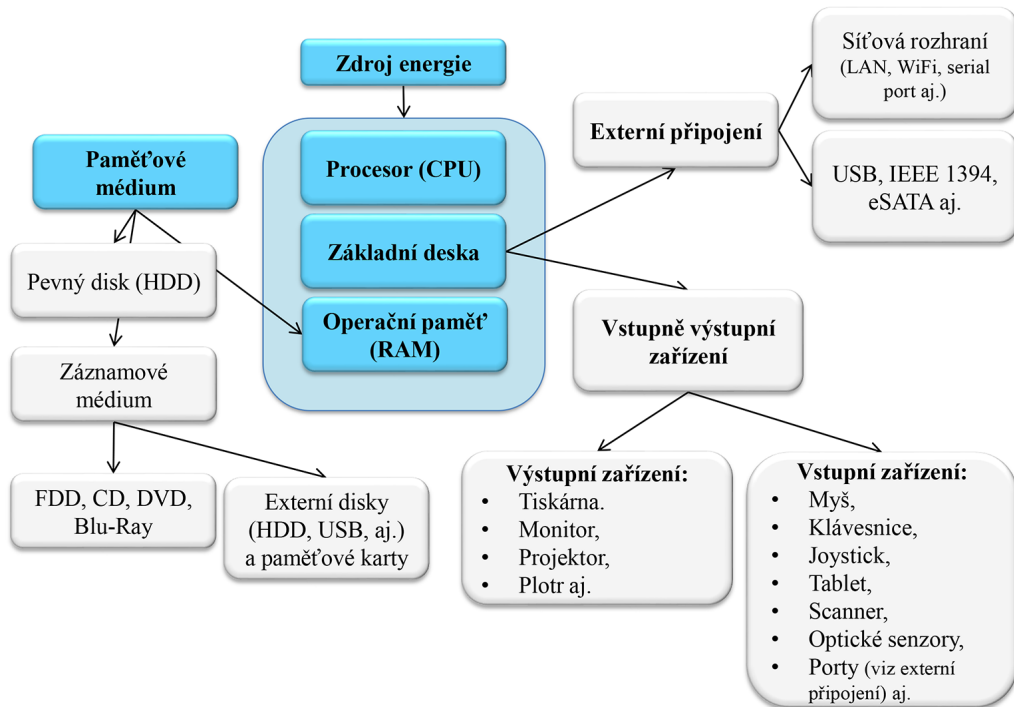 Zdroj energie
Paměťové
médium
Procesor (CPU)
Základní deska
Operační paměť
(RAM)
Pevný disk (HDD)
Záznamové
médium
FDD, CD, DVD,
Blu-Ray
Externí disky
(HDD, USB, aj.)
a paměťové karty
Externí připojení
Síťová rozhraní
(LAN, WiFi, serial
port aj.)
USB, IEEE 1394,
eSATA aj.
Vstupně výstupní
zařízení
Výstupní zařízení:
• Tiskárna.
• Monitor,
• Projektor,
• Plotr aj.
Vstupní zařízení:
• Myš,
• Klávesnice,
• Joystick,
• Tablet,
• Scanner,
• Optické senzory,
• Porty (viz externí
připojení) aj.